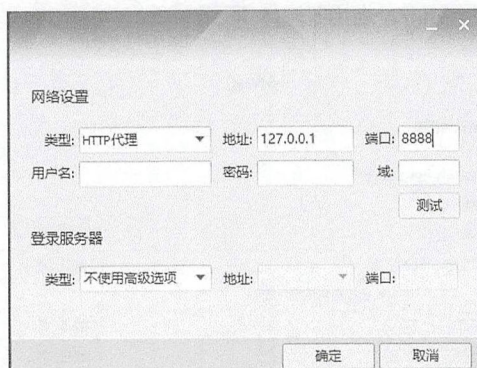 网络设置
类型: HTTP代理 地址: 127.0.0.1 端口: 8888
用户名: 密码: 域:
测试
登录服务器
类型: 不使用高级选项 地址: 端口:
确定 取消